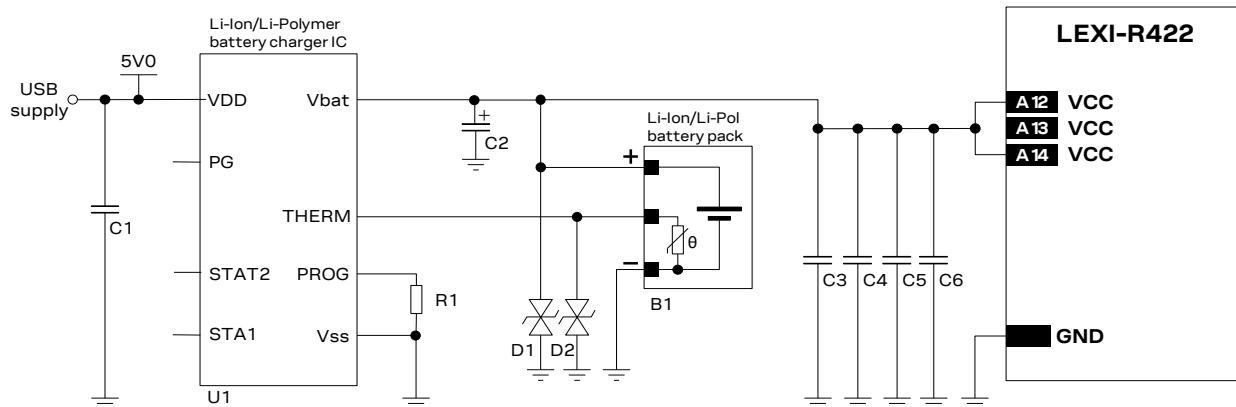 Li-Ion/Li-Polymer
battery charger IC
LEXI-R422
5V0
USB
supply
VDD
Vbat
A12 VCC
A13 VCC
A14 VCC
Li-Ion/Li-Pol
battery pack
+
C2
+
PG
THERM
C1
θ
–
STAT2
PROG
R1
B1
C3
C4
C5
C6
STA1
Vss
D1
D2
GND
U1